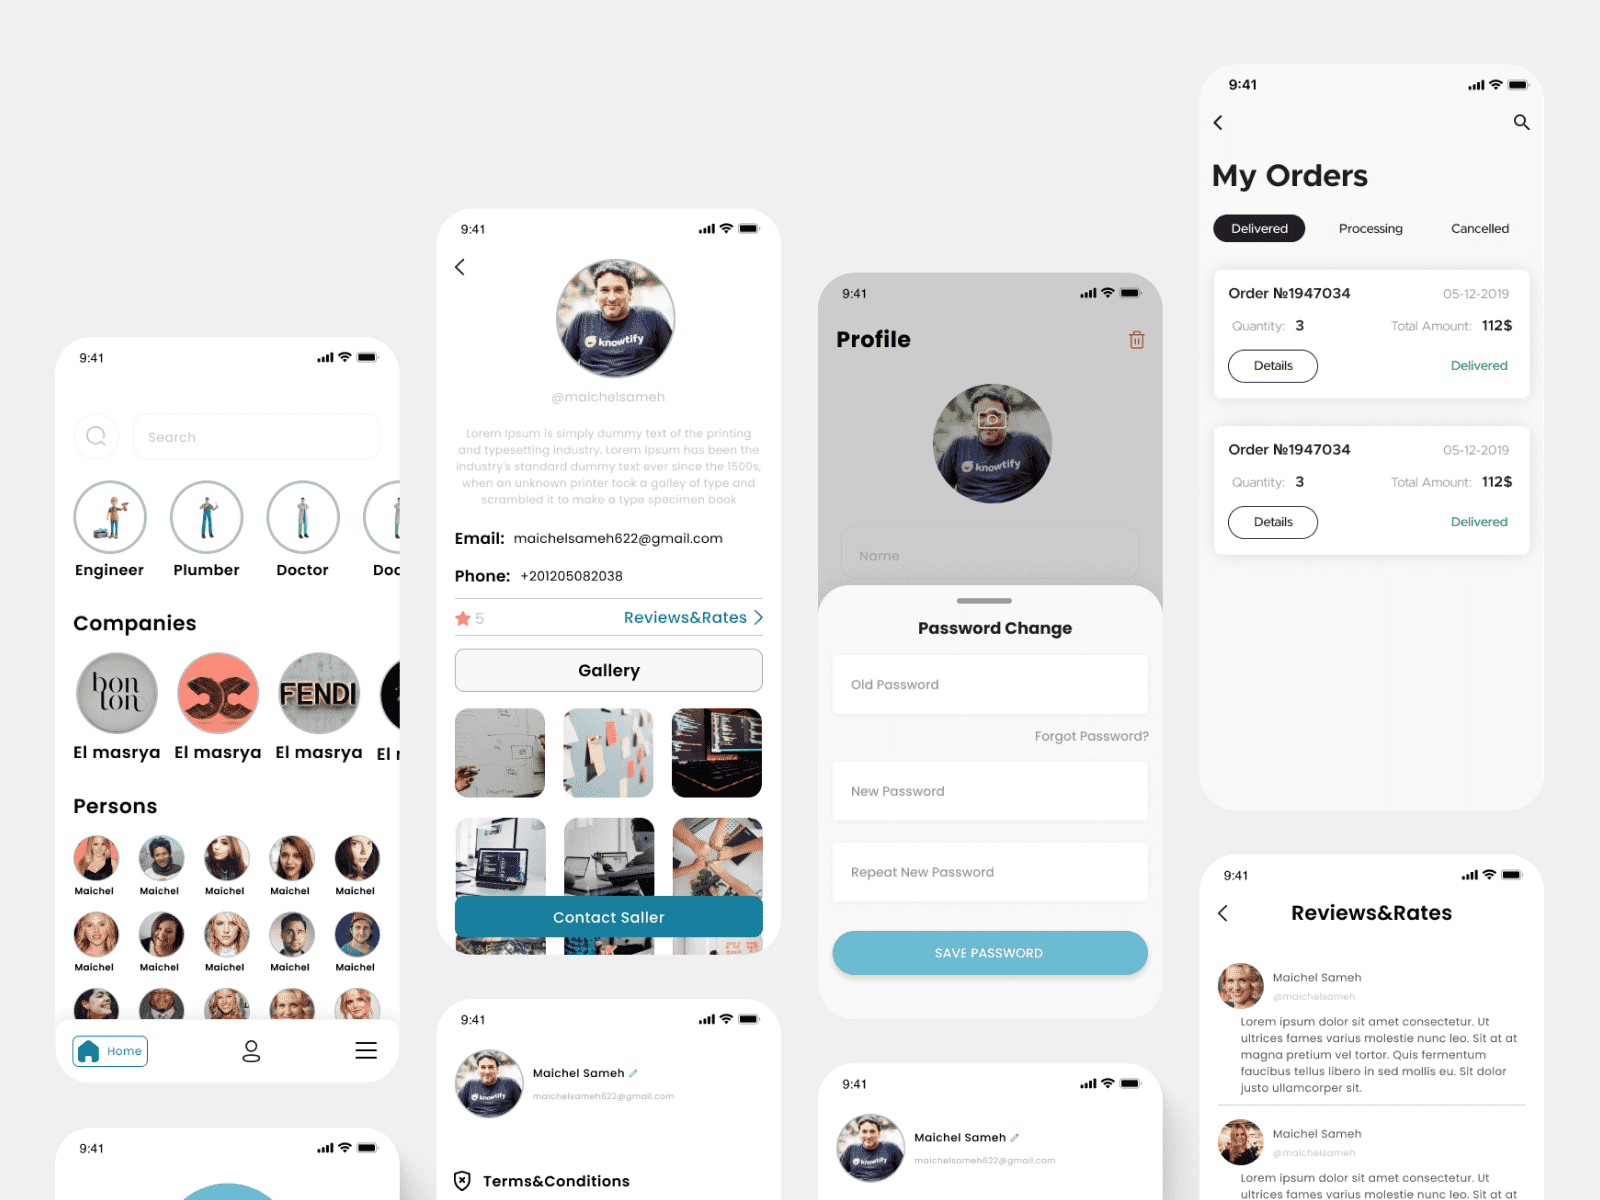 9:41
Search
Engineer
Plumber
Doctor
Doc
Companies
bon
ton
FENDI
El masrya
El masrya
El masrya
El
Persons
Maichel
Maichel
Maichel
Maichel
Maichel
Maichel
Maichel
Maichel
Maichel
Maichel
Home
9:41
9:41
knowtify
@maichelsameh
Lorem Ipsum is simply dummy text of the printing
and typesetting industry. Lorem Ipsum has been the
industry's standard dummy text ever since the 1500s,
when an unknown printer took a galley of type and
scrambled it to make a type specimen book
Email: maichelsameh622@gmail.com
Phone: +201205082038
5
Reviews&Rates
Gallery
Contact Saller
9:41
knowtify
Maichel Sameh
maichelsameh622@gmail.com
Terms&Conditions
9:41
Profile
knowtify
Name
Password Change
Old Password
Forgot Password?
New Password
Repeat New Password
SAVE PASSWORD
9:41
knowtify
Maichel Sameh
maichelsameh622@gmail.com
9:41
My Orders
Delivered
Processing
Cancelled
Order №1947034
05-12-2019
Quantity: 3
Total Amount: 112$
Details
Delivered
Order №1947034
05-12-2019
Quantity: 3
Total Amount: 112$
Details
Delivered
9:41
Reviews&Rates
Maichel Sameh
@maichelsameh
Lorem ipsum dolor sit amet consectetur. Ut
ultrices fames varius molestie nunc leo. Sit at at
magna pretium vel tortor. Quis fermentum
faucibus tellus libero in sed mollis eu. Sit dolor
justo ullamcorper sit.
Maichel Sameh
@maichelsameh
Lorem ipsum dolor sit amet consectetur. Ut
ultrices fames varius molestie nunc leo. Sit at at